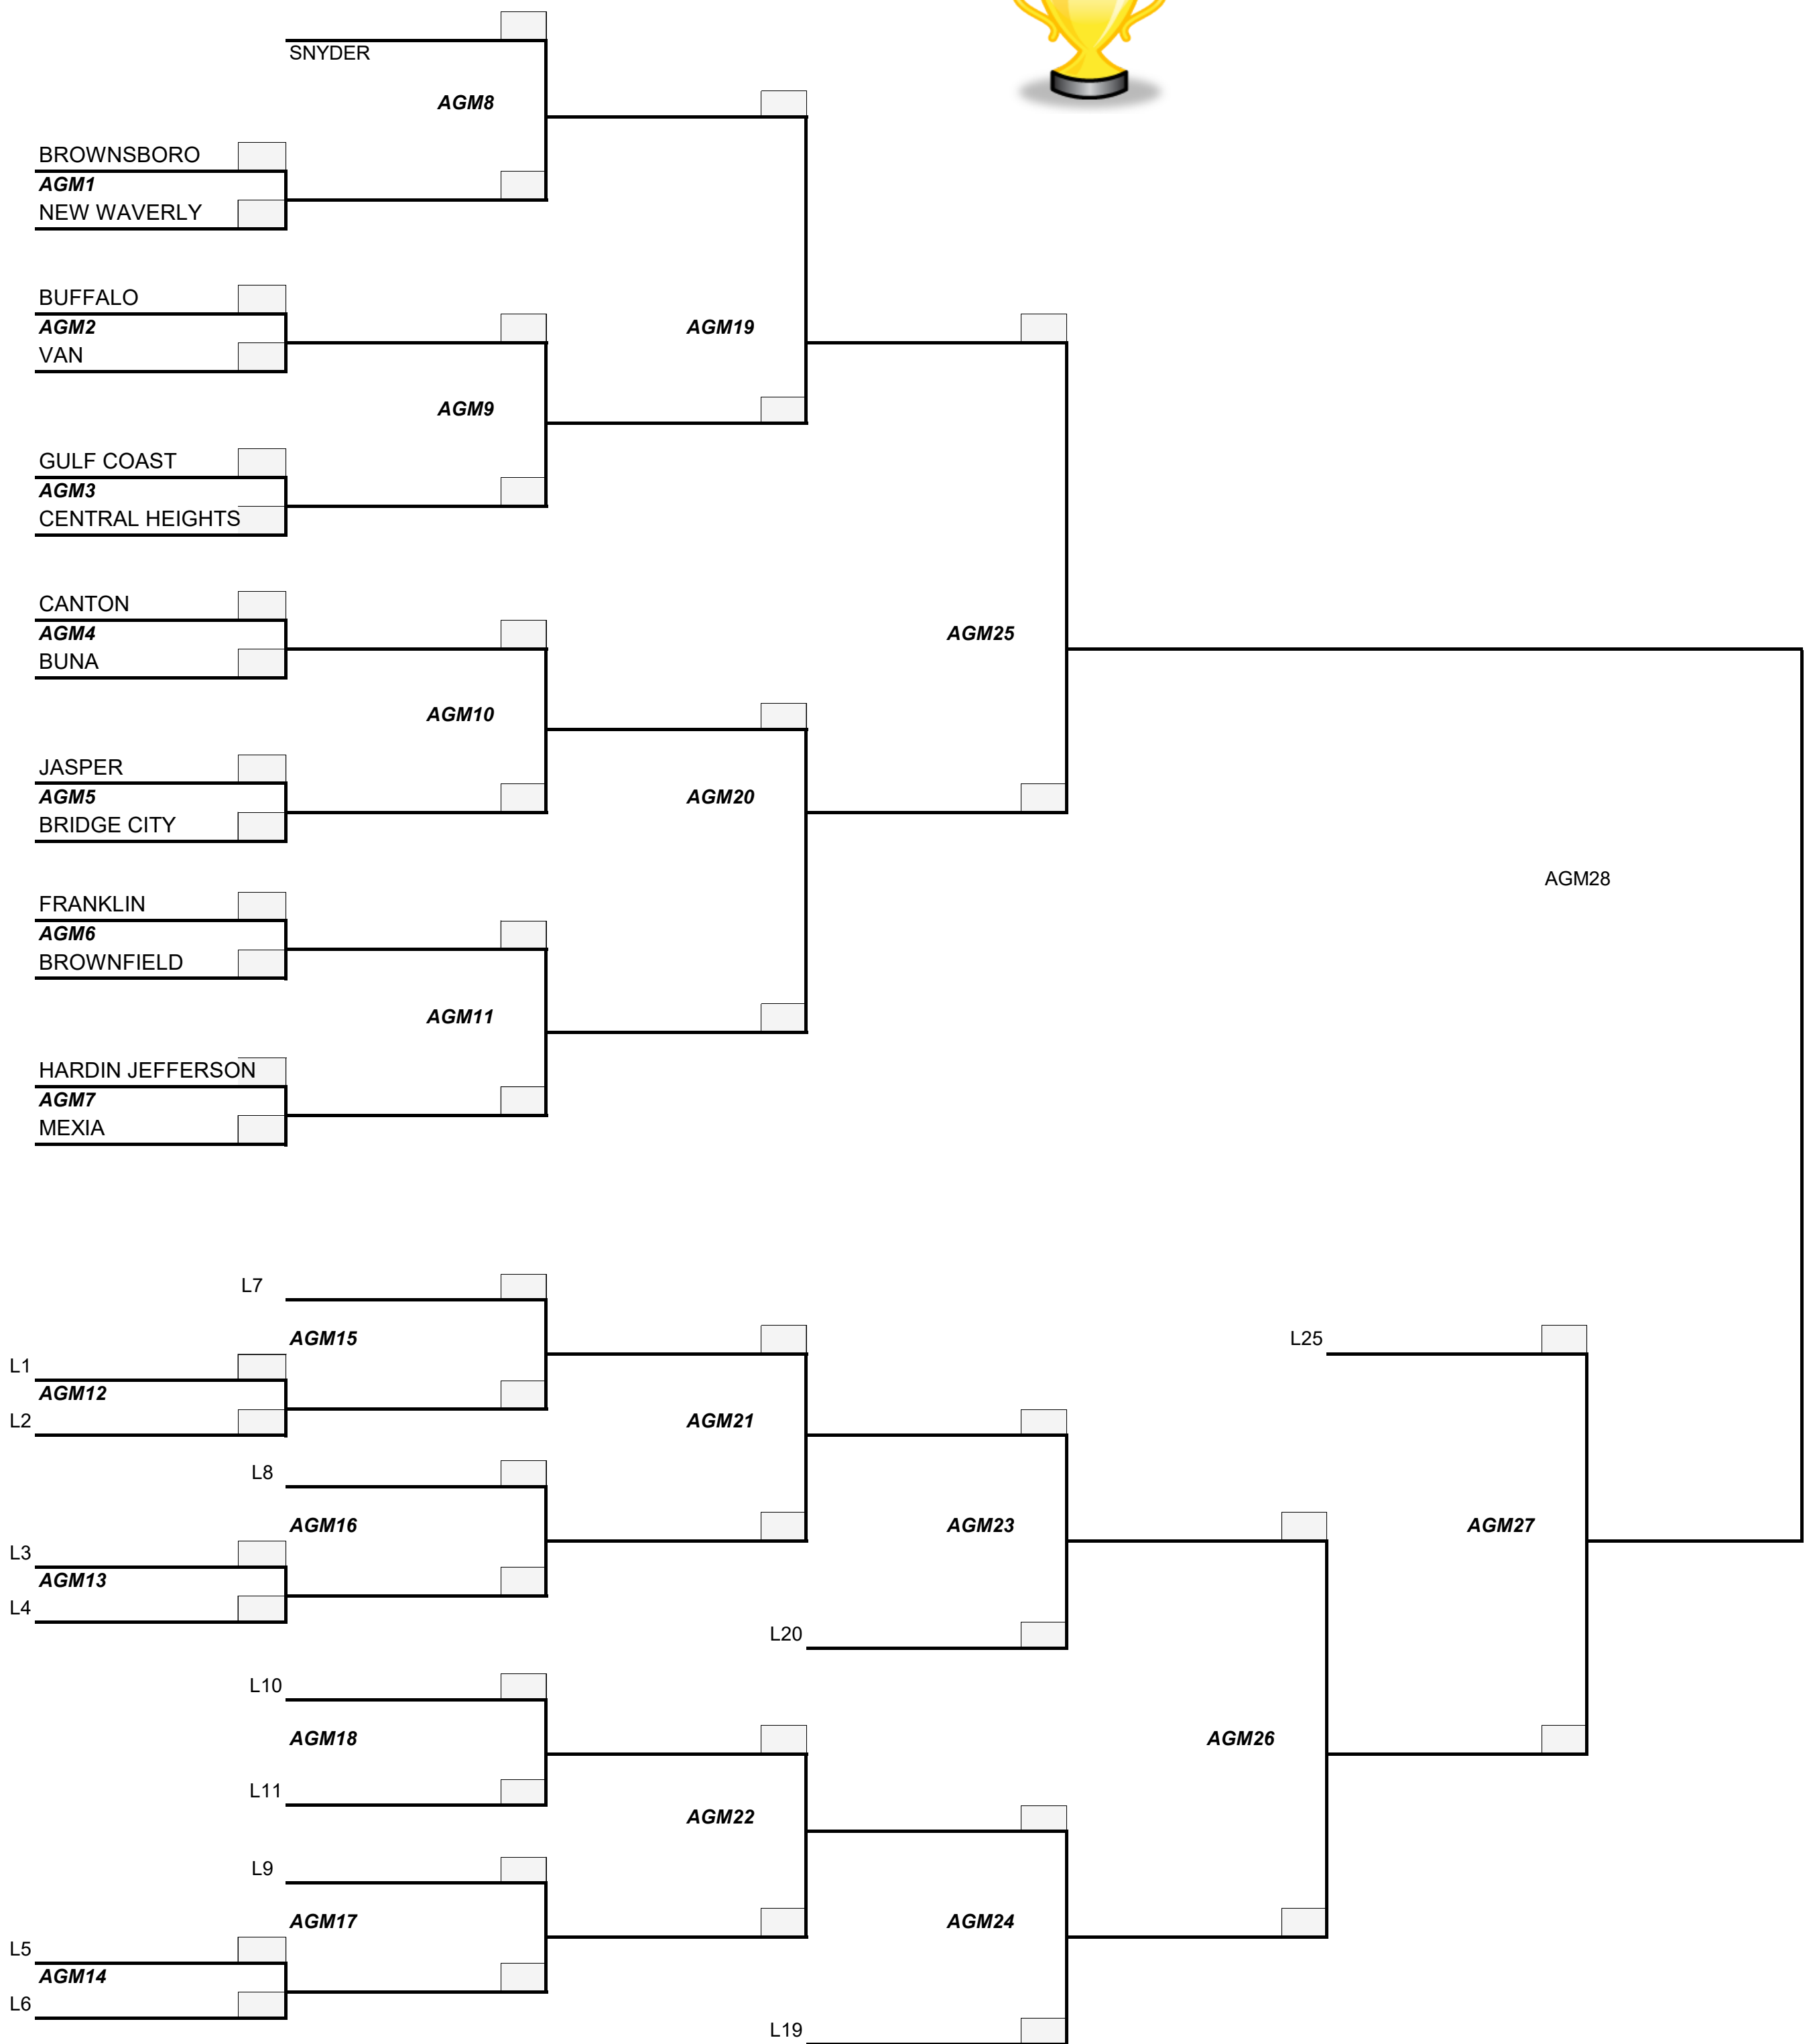 SNYDER
AGM8
BROWNSBORO
AGM1
NEW WAVERLY
BUFFALO
AGM2
VAN
AGM19
AGM9
GULF COAST
AGM3
CENTRAL HEIGHTS
CANTON
AGM4
BUNA
AGM25
AGM10
JASPER
AGM5
BRIDGE CITY
AGM20
AGM28
FRANKLIN
AGM6
BROWNFIELD
AGM11
HARDIN JEFFERSON
AGM7
MEXIA
L7
AGM15
L25
L1
AGM12
L2
AGM21
L8
AGM16
AGM23
AGM27
L3
AGM13
L4
L20
L10
AGM18
AGM26
L11
AGM22
L9
AGM17
AGM24
L5
AGM14
L6
L19